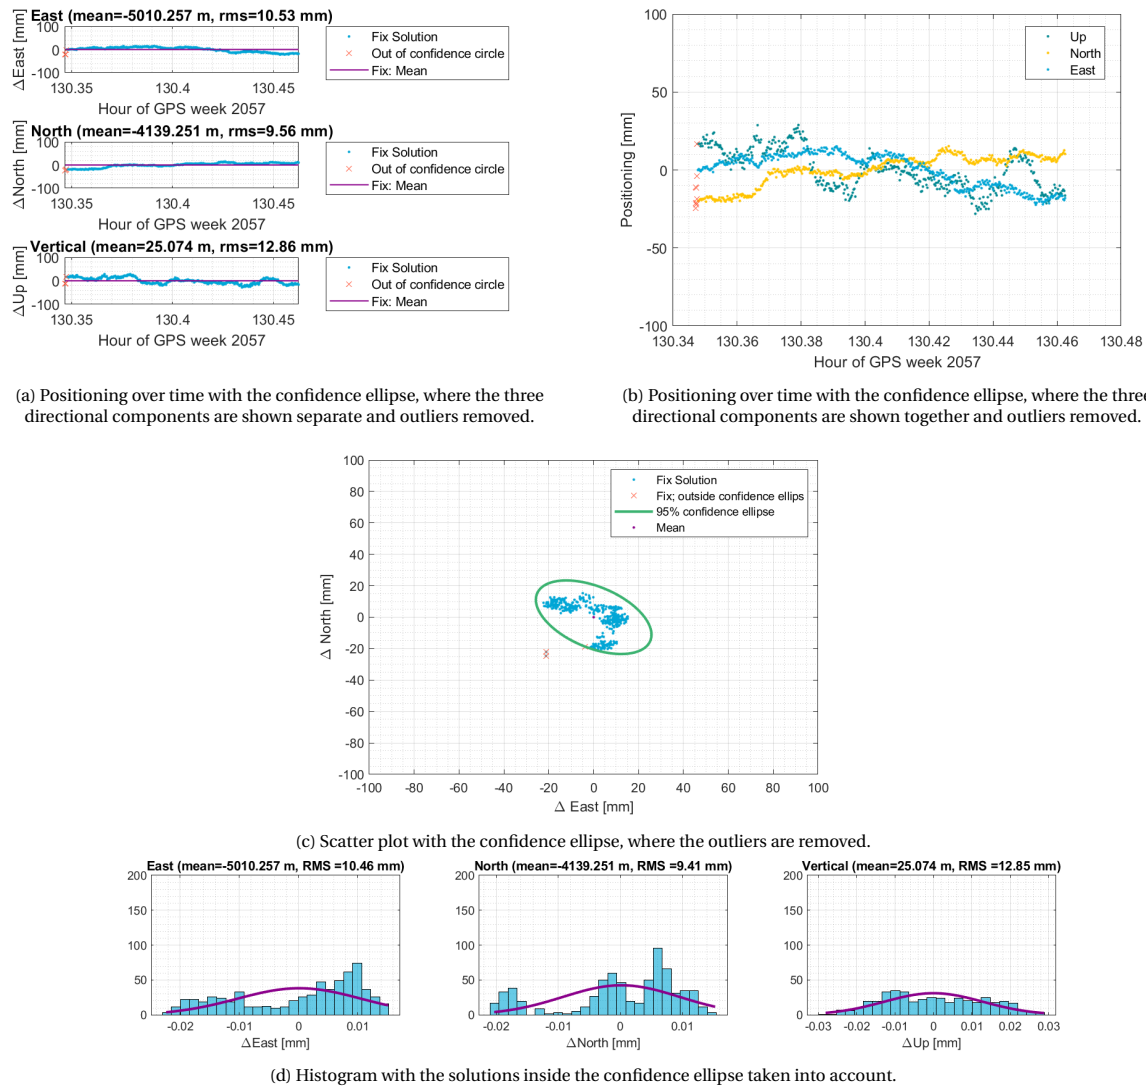 East (mean=-5010.257 m, rms=10.53 mm)
100
0
-100
ΔEast [mm]
130.35 130.4 130.45
Hour of GPS week 2057
Fix Solution
Out of confidence circle
Fix: Mean
North (mean=-4139.251 m, rms=9.56 mm)
100
0
-100
ΔNorth [mm]
130.35 130.4 130.45
Hour of GPS week 2057
Fix Solution
Out of confidence circle
Fix: Mean
Vertical (mean=25.074 m, rms=12.86 mm)
100
0
-100
ΔUp [mm]
130.35 130.4 130.45
Hour of GPS week 2057
Fix Solution
Out of confidence circle
Fix: Mean
(a) Positioning over time with the confidence ellipse, where the three
directional components are shown separate and outliers removed.
100
50
0
-50
-100
Positioning [mm]
Up
North
East
130.34 130.36 130.38 130.4 130.42 130.44 130.46 130.48
Hour of GPS week 2057
(b) Positioning over time with the confidence ellipse, where the three
directional components are shown together and outliers removed.
100
80
60
40
20
0
-20
-40
-60
-80
-100
Δ North [mm]
Fix Solution
Fix; outside confidence ellips
95% confidence ellipse
Mean
-100 -80 -60 -40 -20 0 20 40 60 80 100
Δ East [mm]
(c) Scatter plot with the confidence ellipse, where the outliers are removed.
East (mean=-5010.257 m, RMS =10.46 mm)
200
150
100
50
0
-0.02 -0.01 0 0.01
ΔEast [mm]
North (mean=-4139.251 m, RMS =9.41 mm)
200
150
100
50
0
-0.02 -0.01 0 0.01
ΔNorth [mm]
Vertical (mean=25.074 m, RMS =12.85 mm)
200
150
100
50
0
-0.03 -0.02 -0.01 0 0.01 0.02 0.03
ΔUp [mm]
(d) Histogram with the solutions inside the confidence ellipse taken into account.